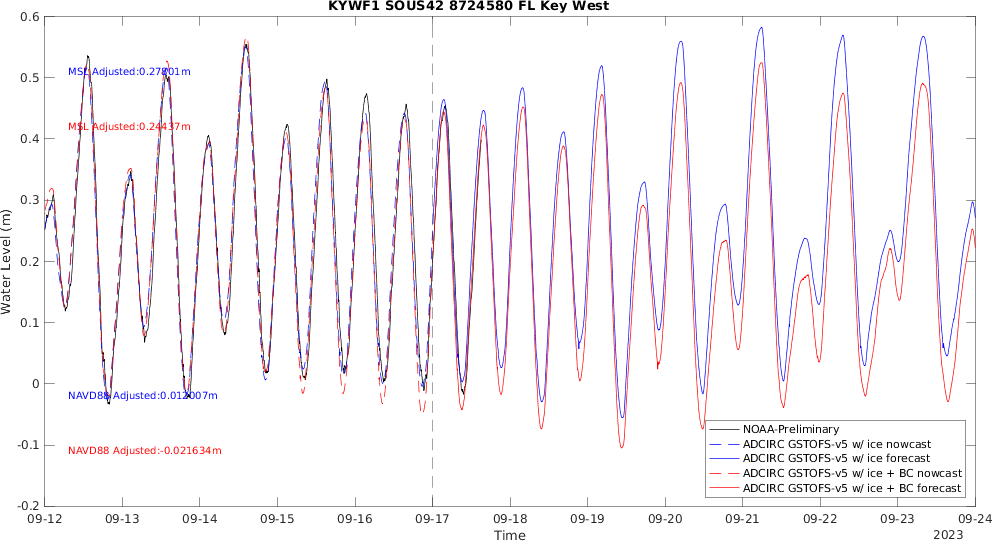 KYWF1 SOUS42 8724580 FL Key West
0.6
0.5
0.4
0.3
0.2
0.1
0
-0.1
-0.2
Water Level (m)
MSL Adjusted:0.27801m
MSL Adjusted:0.24437m
NAVD88 Adjusted:0.012007m
NAVD88 Adjusted:-0.021634m
NOAA-Preliminary
ADCIRC GSTOFS-v5 w/ ice nowcast
ADCIRC GSTOFS-v5 w/ ice forecast
ADCIRC GSTOFS-v5 w/ ice + BC nowcast
ADCIRC GSTOFS-v5 w/ ice + BC forecast
09-12 09-13 09-14 09-15 09-16 09-17 09-18 09-19 09-20 09-21 09-22 09-23 09-24
Time
2023